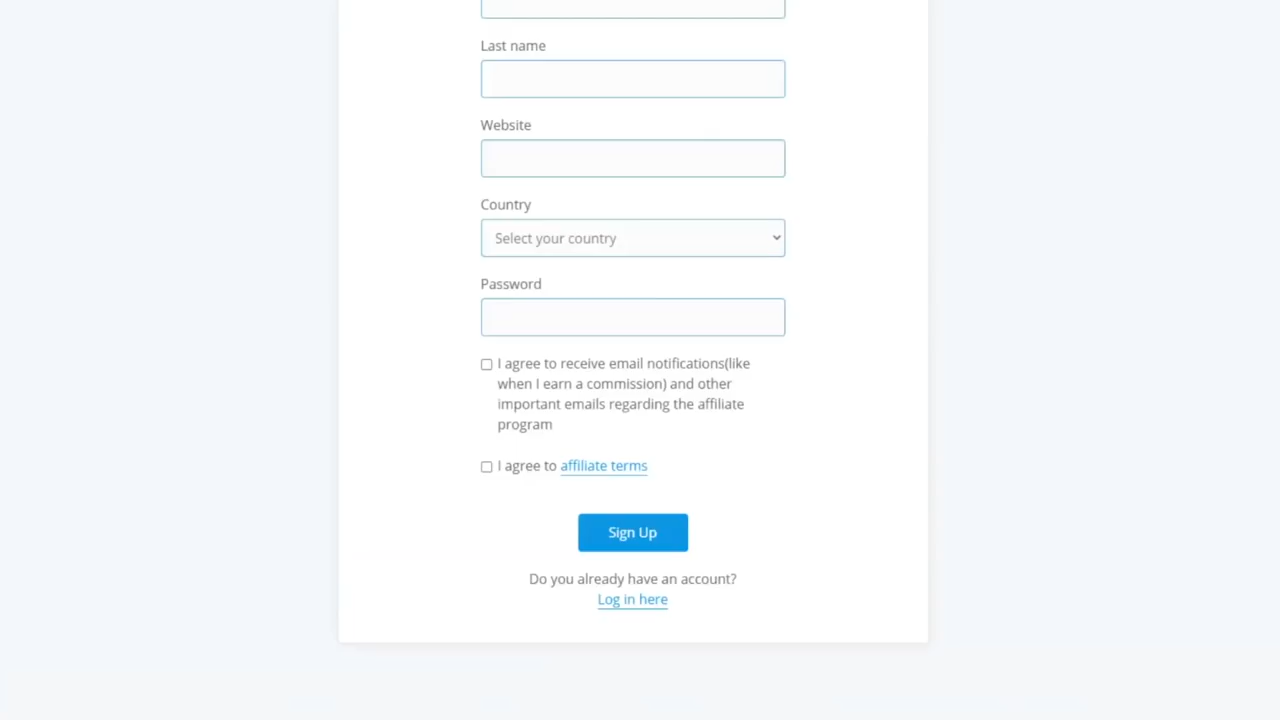 Last name
Website
Country
Select your country
Password
I agree to receive email notifications(like
when I earn a commission) and other
important emails regarding the affiliate
program
I agree to affiliate terms
Sign Up
Do you already have an account?
Log in here